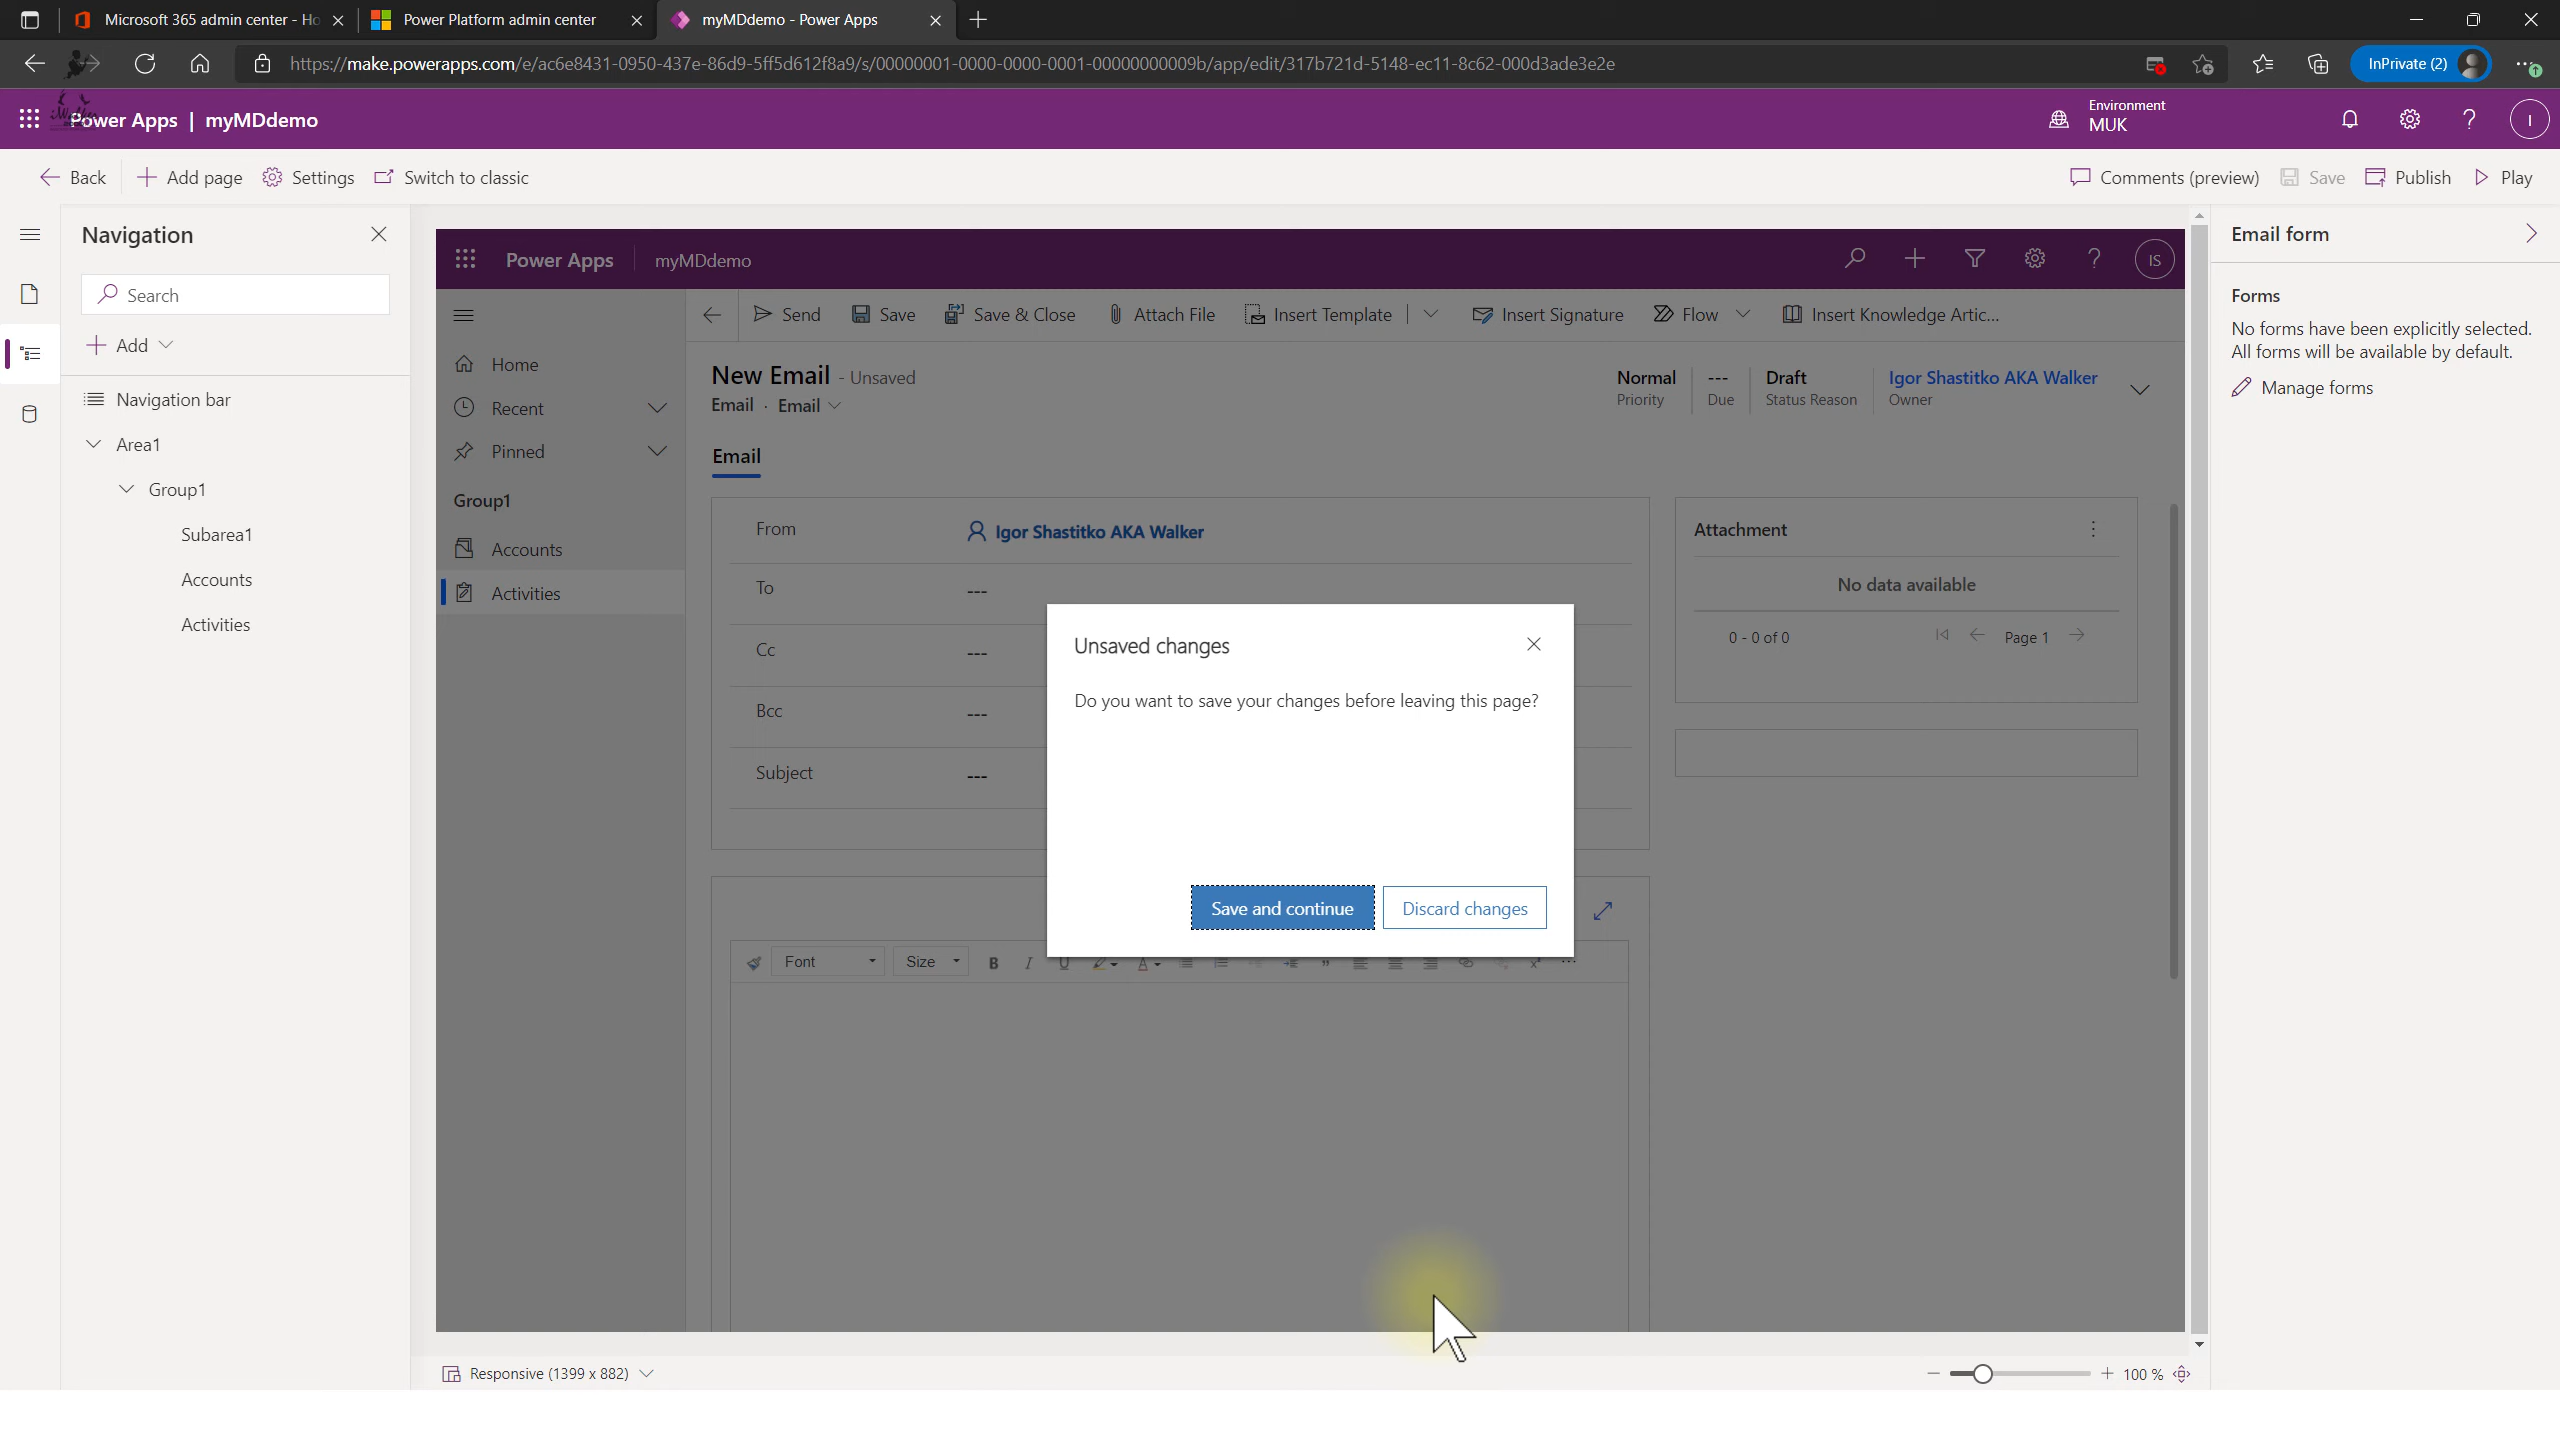 Microsoft 365 admin center - Ho
Power Platform admin center
myMDdemo - Power Apps
https://make.powerapps.com/e/ac6e8431-0950-437e-86d9-5ff5d612f8a9/s/00000001-0000-0000-0001-00000000009b/app/edit/317b721d-5148-ec11-8c62-000d3ade3e2e
InPrivate (2)
Power Apps | myMDdemo
Environment
MUK
I
Back
Add page
Settings
Switch to classic
Comments (preview)
Save
Publish
Play
Navigation
Search
Add
Navigation bar
Area1
Group1
Subarea1
Accounts
Activities
Power Apps
myMDdemo
IS
Home
Recent
Pinned
Group1
Accounts
Activities
Send
Save
Save & Close
Attach File
Insert Template
Insert Signature
Flow
Insert Knowledge Artic...
New Email - Unsaved
Email · Email
Normal
Priority
---
Due
Draft
Status Reason
Igor Shastitko AKA Walker
Owner
Email
From
Igor Shastitko AKA Walker
To
---
Cc
---
Bcc
---
Subject
---
Attachment
No data available
0 - 0 of 0
Page 1
Unsaved changes
Do you want to save your changes before leaving this page?
Save and continue
Discard changes
Font
Size
B
I
U
A
Responsive (1399 x 882)
100 %
Email form
Forms
No forms have been explicitly selected.
All forms will be available by default.
Manage forms